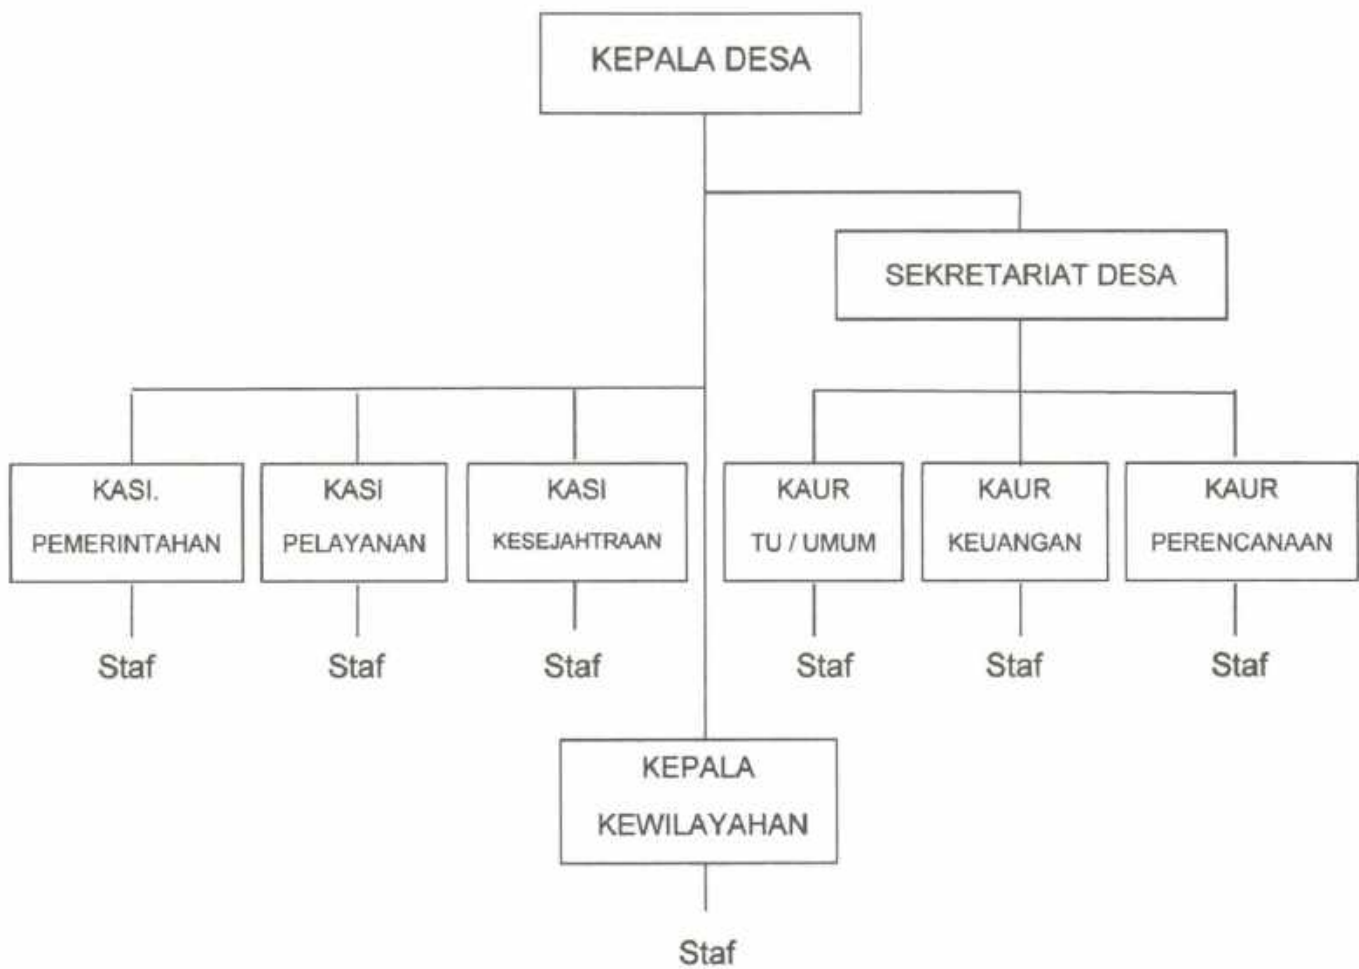 KEPALA DESA
SEKRETARIAT DESA
KASI.
PEMERINTAHAN
KASI
PELAYANAN
KASI
KESEJAHTRAAN
KAUR
TU / UMUM
KAUR
KEUANGAN
KAUR
PERENCANAAN
Staf
Staf
Staf
Staf
Staf
Staf
KEPALA
KEWILAYAHAN
Staf